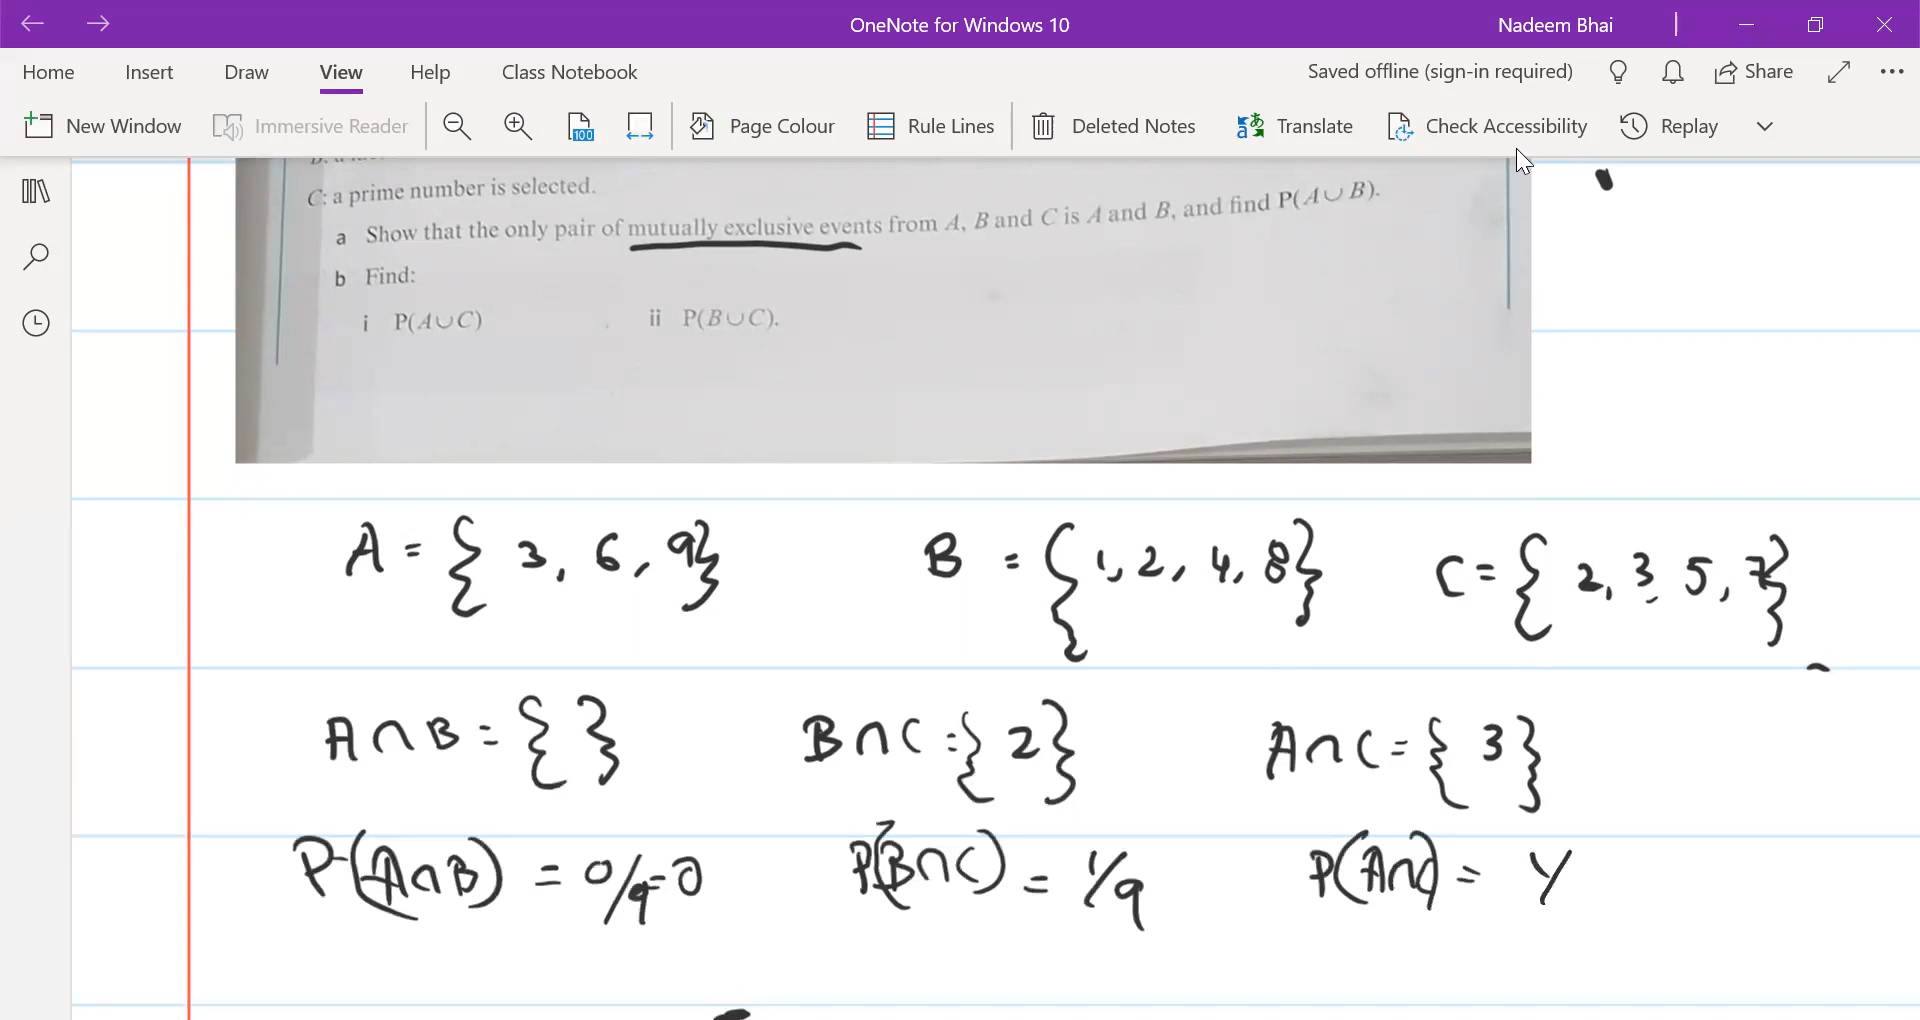 OneNote for Windows 10
Nadeem Bhai
Home Insert Draw View Help Class Notebook
Saved offline (sign-in required) Share
New Window Immersive Reader 100 Page Colour Rule Lines Deleted Notes Translate Check Accessibility Replay
C: a prime number is selected.
a Show that the only pair of mutually exclusive events from A, B and C is A and B, and find P(A∪B).
b Find:
i P(A∪C) ii P(B∪C).
A = { 3, 6, 9} B = {1, 2, 4, 8} C = { 2, 3, 5, 7}
A∩B = { } B∩C = { 2 } A∩C = { 3 }
P(A∩B) = 0/9 = 0 P(B∩C) = 1/9 P(A∩C) =